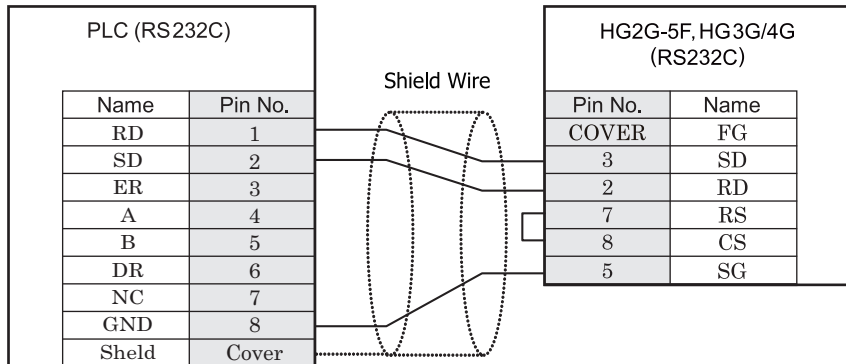 PLC (RS232C)
Name Pin No.
RD 1
SD 2
ER 3
A 4
B 5
DR 6
NC 7
GND 8
Sheld Cover
Shield Wire
HG2G-5F, HG3G/4G
(RS232C)
Pin No. Name
COVER FG
3 SD
2 RD
7 RS
8 CS
5 SG